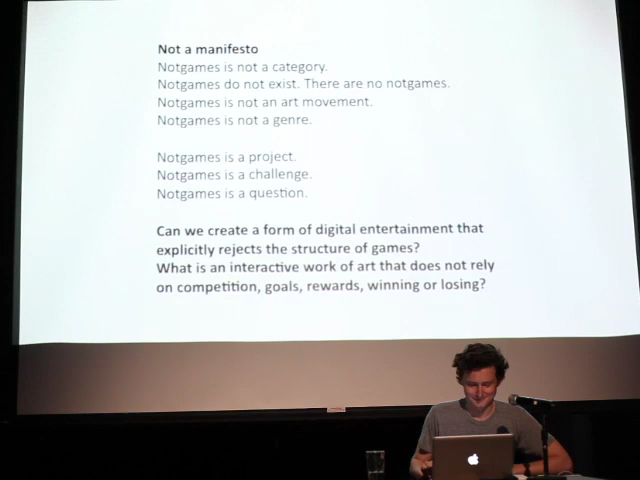 Not a manifesto
Notgames is not a category.
Notgames do not exist. There are no notgames.
Notgames is not an art movement.
Notgames is not a genre.
Notgames is a project.
Notgames is a challenge.
Notgames is a question.
Can we create a form of digital entertainment that
explicitly rejects the structure of games?
What is an interactive work of art that does not rely
on competition, goals, rewards, winning or losing?